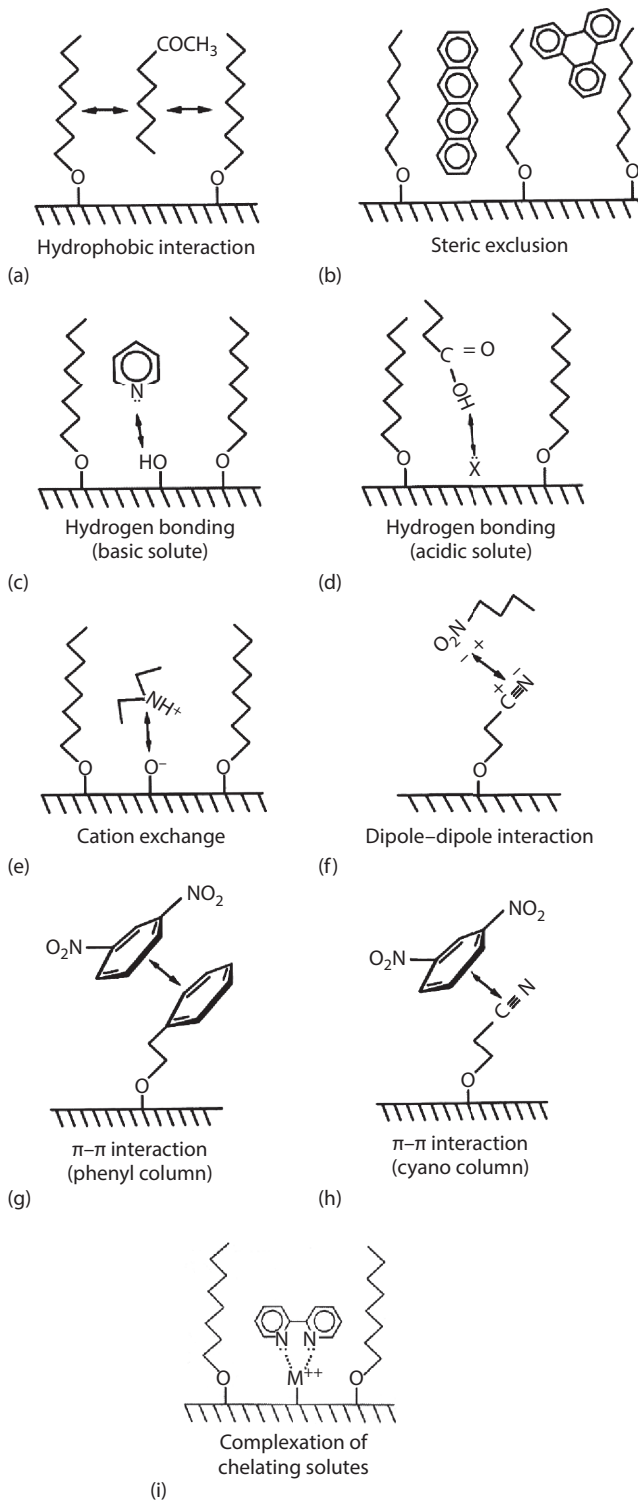 COCH3
O
O
Hydrophobic interaction
(a)
O
O
O
Steric exclusion
(b)
N
HO
O
O
Hydrogen bonding
(basic solute)
(c)
C = O
OH
O
Ẍ
O
Hydrogen bonding
(acidic solute)
(d)
NH+
O
O−
O
Cation exchange
(e)
O2N
− +
+ −
C≡N
O
Dipole–dipole interaction
(f)
NO2
O2N
O
π–π interaction
(phenyl column)
(g)
NO2
O2N
C≡N
O
π–π interaction
(cyano column)
(h)
N N
M++
O
O
Complexation of
chelating solutes
(i)